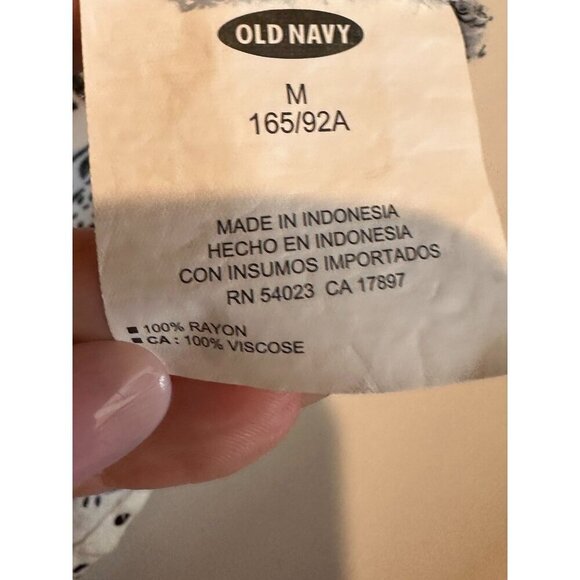 OLD NAVY
M
165/92A
MADE IN INDONESIA
HECHO EN INDONESIA
CON INSUMOS IMPORTADOS
RN 54023 CA 17897
100% RAYON
CA : 100% VISCOSE